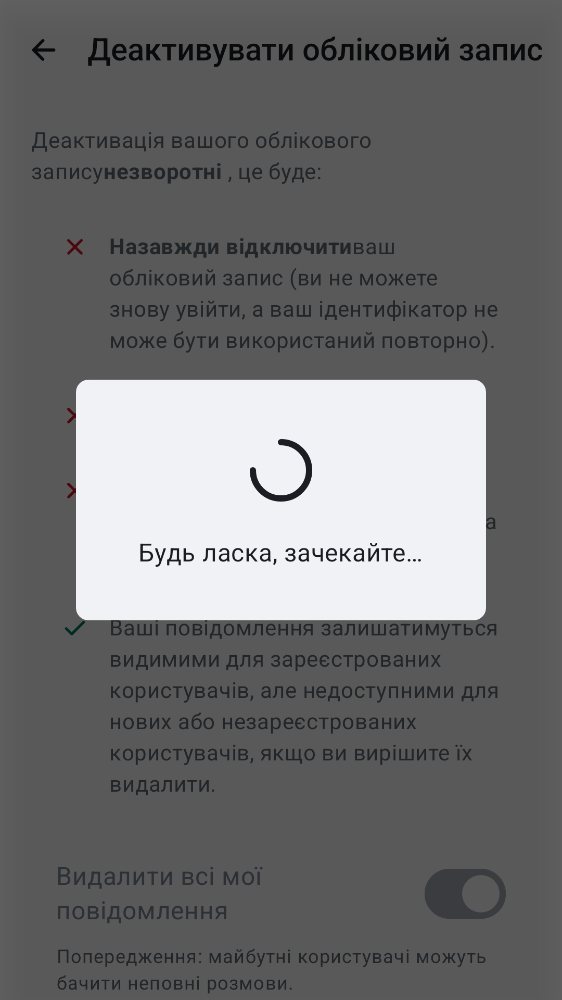 Деактивувати обліковий запис
Деактивація вашого облікового
записунезворотні , це буде:
Назавжди відключитиваш
обліковий запис (ви не можете
знову увійти, а ваш ідентифікатор не
може бути використаний повторно).
а
Будь ласка, зачекайте…
Ваші повідомлення залишатимуться
видимими для зареєстрованих
користувачів, але недоступними для
нових або незареєстрованих
користувачів, якщо ви вирішите їх
видалити.
Видалити всі мої
повідомлення
Попередження: майбутні користувачі можуть
бачити неповні розмови.